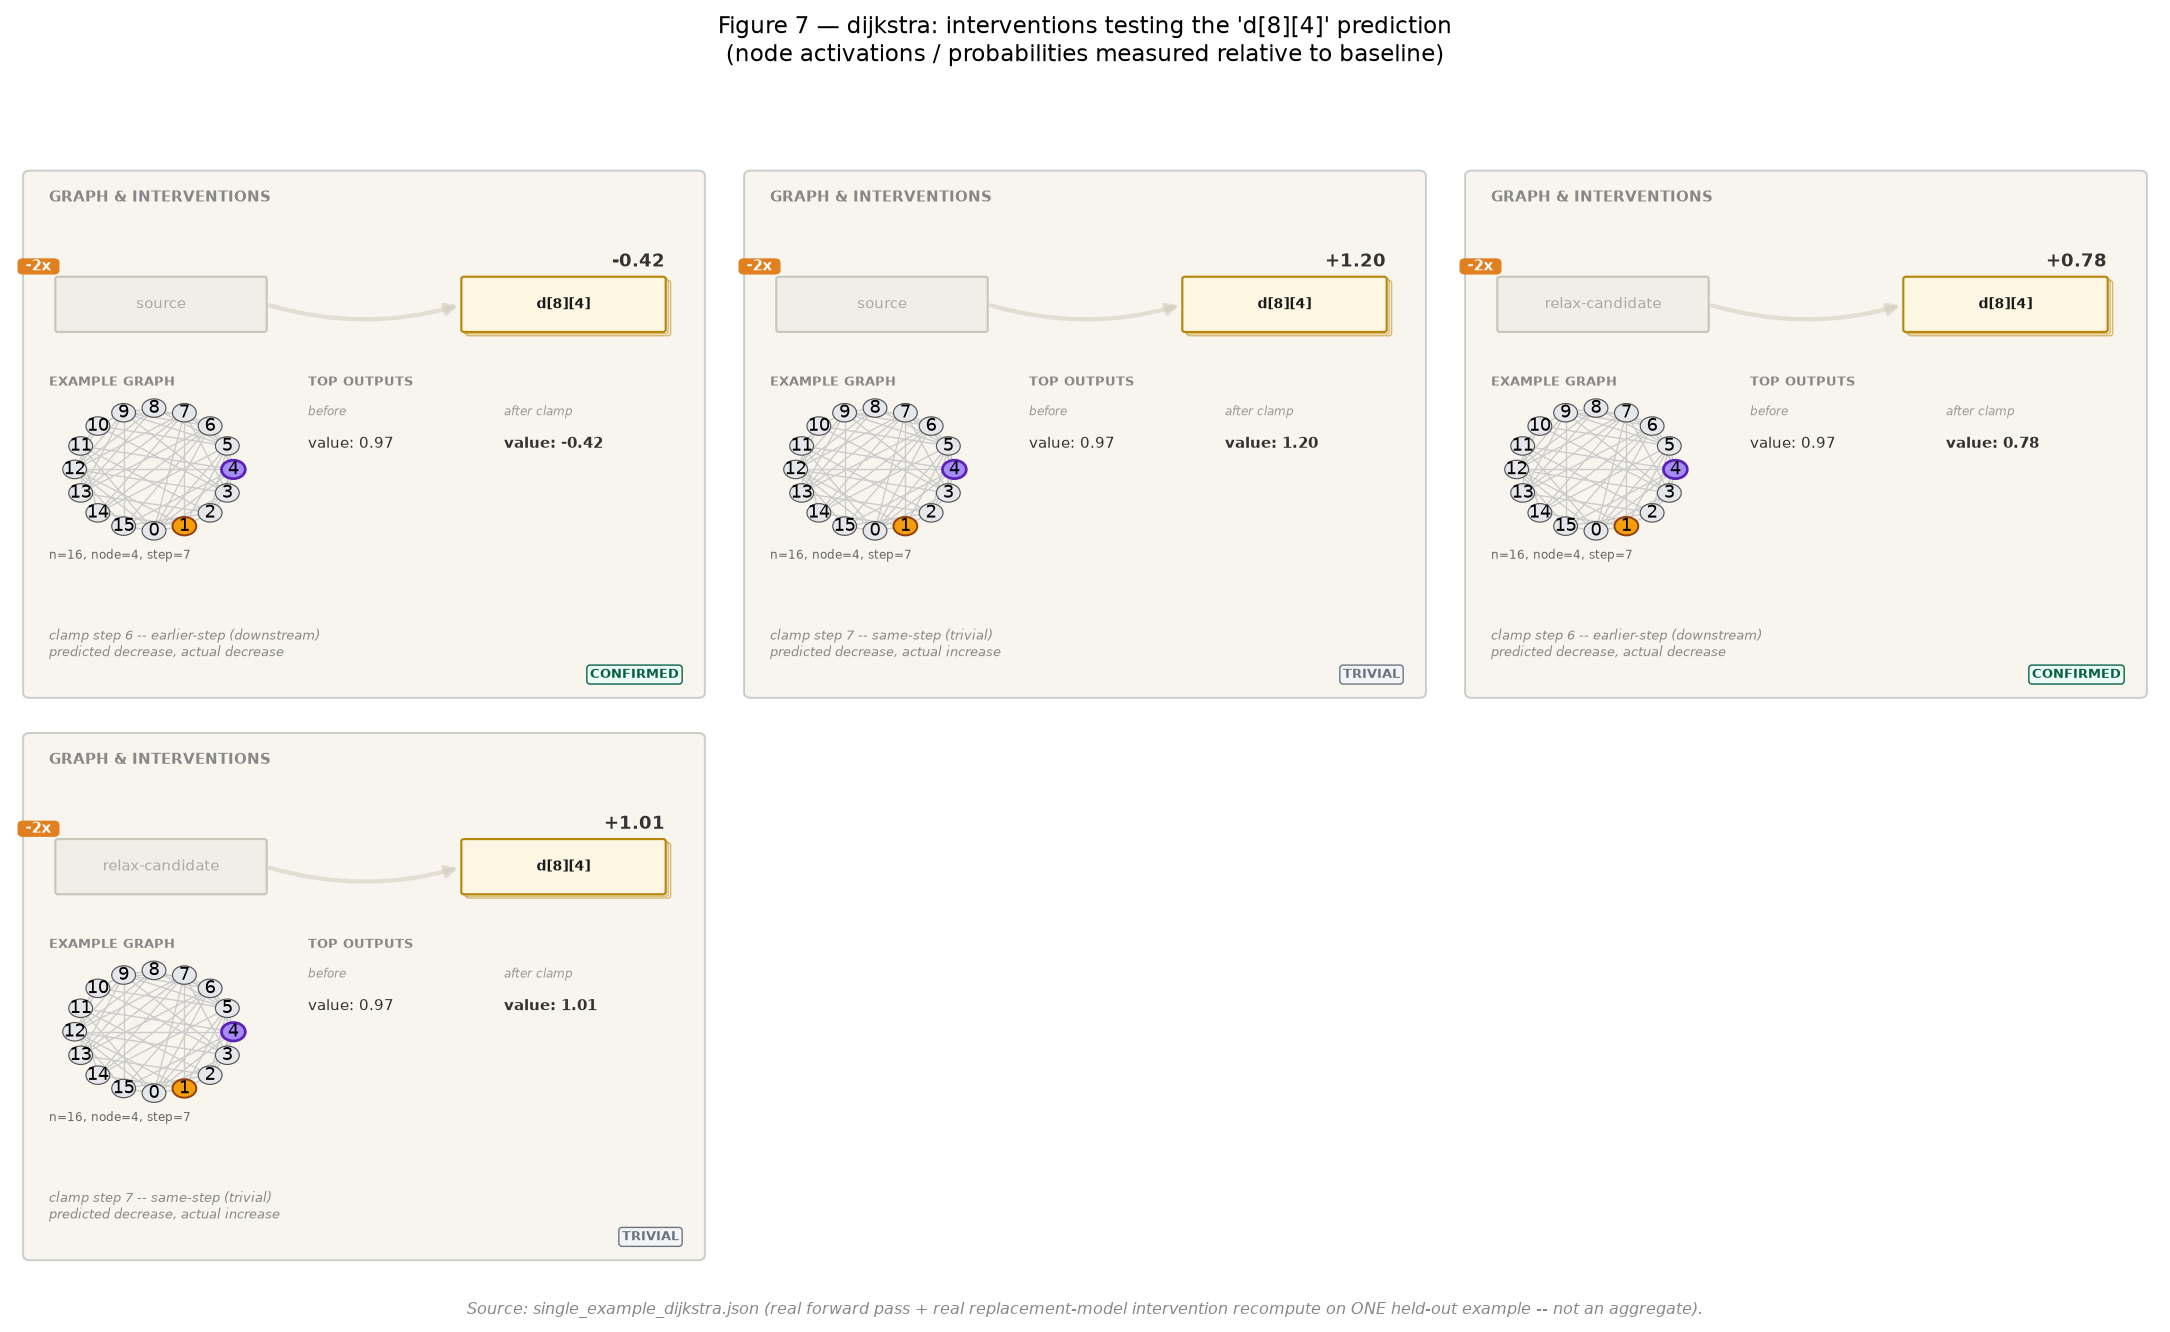 Figure 7 — dijkstra: interventions testing the 'd[8][4]' prediction
(node activations / probabilities measured relative to baseline)
GRAPH & INTERVENTIONS
-2x
source
-0.42
d[8][4]
EXAMPLE GRAPH
TOP OUTPUTS
before
after clamp
value: 0.97
value: -0.42
8
9
7
10
6
11
5
12
4
13
3
14
2
15
0
1
n=16, node=4, step=7
clamp step 6 -- earlier-step (downstream)
predicted decrease, actual decrease
CONFIRMED
GRAPH & INTERVENTIONS
-2x
source
+1.20
d[8][4]
EXAMPLE GRAPH
TOP OUTPUTS
before
after clamp
value: 0.97
value: 1.20
8
9
7
10
6
11
5
12
4
13
3
14
2
15
0
1
n=16, node=4, step=7
clamp step 7 -- same-step (trivial)
predicted decrease, actual increase
TRIVIAL
GRAPH & INTERVENTIONS
-2x
relax-candidate
+0.78
d[8][4]
EXAMPLE GRAPH
TOP OUTPUTS
before
after clamp
value: 0.97
value: 0.78
8
9
7
10
6
11
5
12
4
13
3
14
2
15
0
1
n=16, node=4, step=7
clamp step 6 -- earlier-step (downstream)
predicted decrease, actual decrease
CONFIRMED
GRAPH & INTERVENTIONS
-2x
relax-candidate
+1.01
d[8][4]
EXAMPLE GRAPH
TOP OUTPUTS
before
after clamp
value: 0.97
value: 1.01
8
9
7
10
6
11
5
12
4
13
3
14
2
15
0
1
n=16, node=4, step=7
clamp step 7 -- same-step (trivial)
predicted decrease, actual increase
TRIVIAL
Source: single_example_dijkstra.json (real forward pass + real replacement-model intervention recompute on ONE held-out example -- not an aggregate).